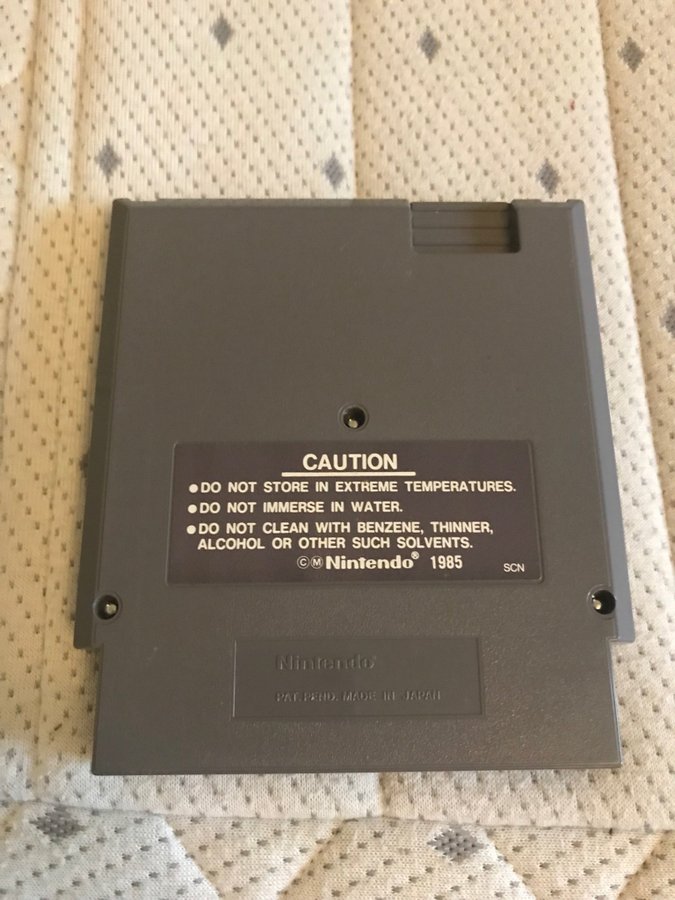 CAUTION
●DO NOT STORE IN EXTREME TEMPERATURES.
●DO NOT IMMERSE IN WATER.
●DO NOT CLEAN WITH BENZENE, THINNER,
ALCOHOL OR OTHER SUCH SOLVENTS.
ⒸⓂNintendo® 1985 SCN
Nintendo®
PAT. PEND. MADE IN JAPAN